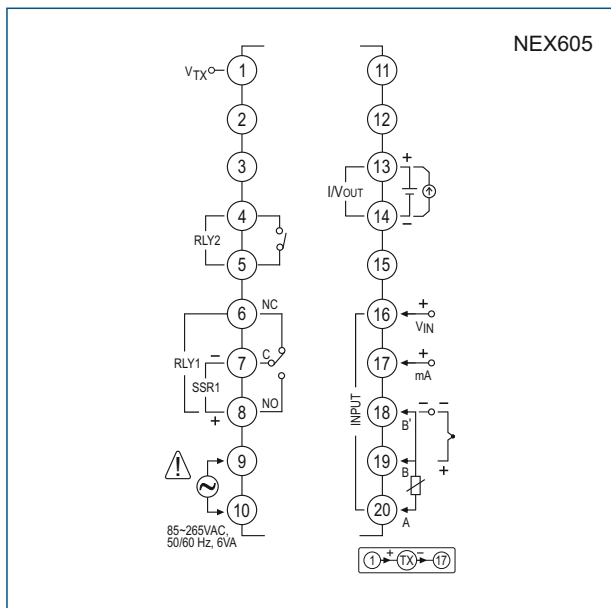 NEX605
VTX
1
2
3
4
5
RLY2
6
7
8
NC
C
NO
RLY1
SSR1
−
+
9
10
85~265VAC,
50/60 Hz, 6VA
11
12
13
14
I/VOUT
+
−
15
16
17
18
19
20
INPUT
+
VIN
+
mA
B'
B
A
− −
+
1 + TX − 17